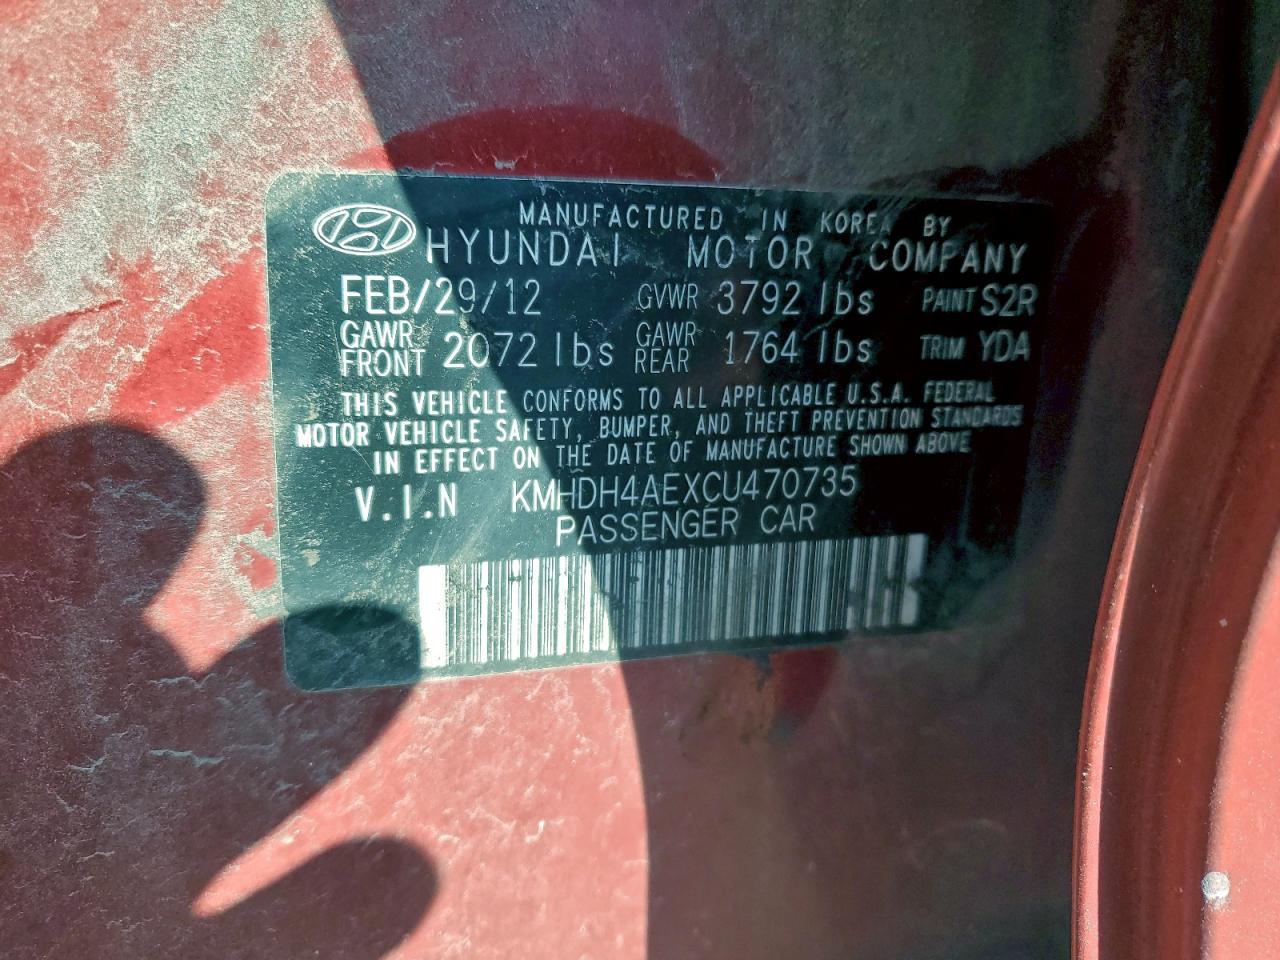 MANUFACTURED IN KOREA BY
HYUNDAI MOTOR COMPANY
FEB/29/12 GVWR 3792 lbs PAINT S2R
GAWR FRONT 2072 lbs GAWR REAR 1764 lbs TRIM YDA
THIS VEHICLE CONFORMS TO ALL APPLICABLE U.S.A. FEDERAL
MOTOR VEHICLE SAFETY, BUMPER, AND THEFT PREVENTION STANDARDS
IN EFFECT ON THE DATE OF MANUFACTURE SHOWN ABOVE
V.I.N KMHDH4AEXCU470735
PASSENGER CAR